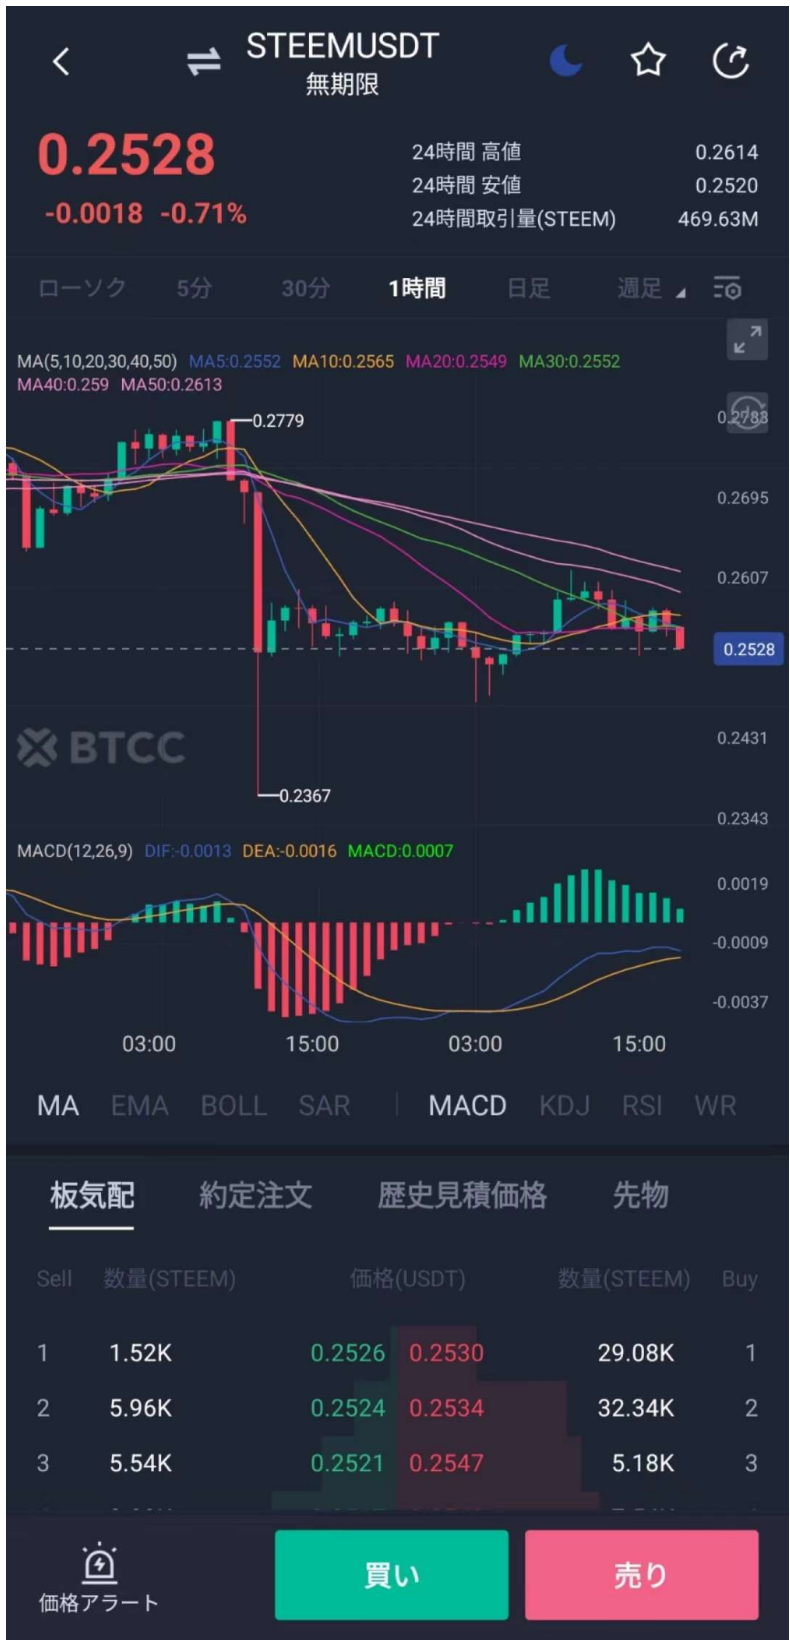 STEEMUSDT
無期限
0.2528
-0.0018 -0.71%
24時間 高値 0.2614
24時間 安値 0.2520
24時間取引量(STEEM) 469.63M
ローソク 5分 30分 1時間 日足 週足
MA(5,10,20,30,40,50) MA5:0.2552 MA10:0.2565 MA20:0.2549 MA30:0.2552
MA40:0.259 MA50:0.2613
0.2779
0.2783
0.2695
0.2607
0.2528
BTCC
0.2431
0.2367
0.2343
MACD(12,26,9) DIF:-0.0013 DEA:-0.0016 MACD:0.0007
0.0019
-0.0009
-0.0037
03:00 15:00 03:00 15:00
MA EMA BOLL SAR MACD KDJ RSI WR
板気配 約定注文 歴史見積価格 先物
Sell 数量(STEEM) 価格(USDT) 数量(STEEM) Buy
1 1.52K 0.2526 0.2530 29.08K 1
2 5.96K 0.2524 0.2534 32.34K 2
3 5.54K 0.2521 0.2547 5.18K 3
価格アラート 買い 売り